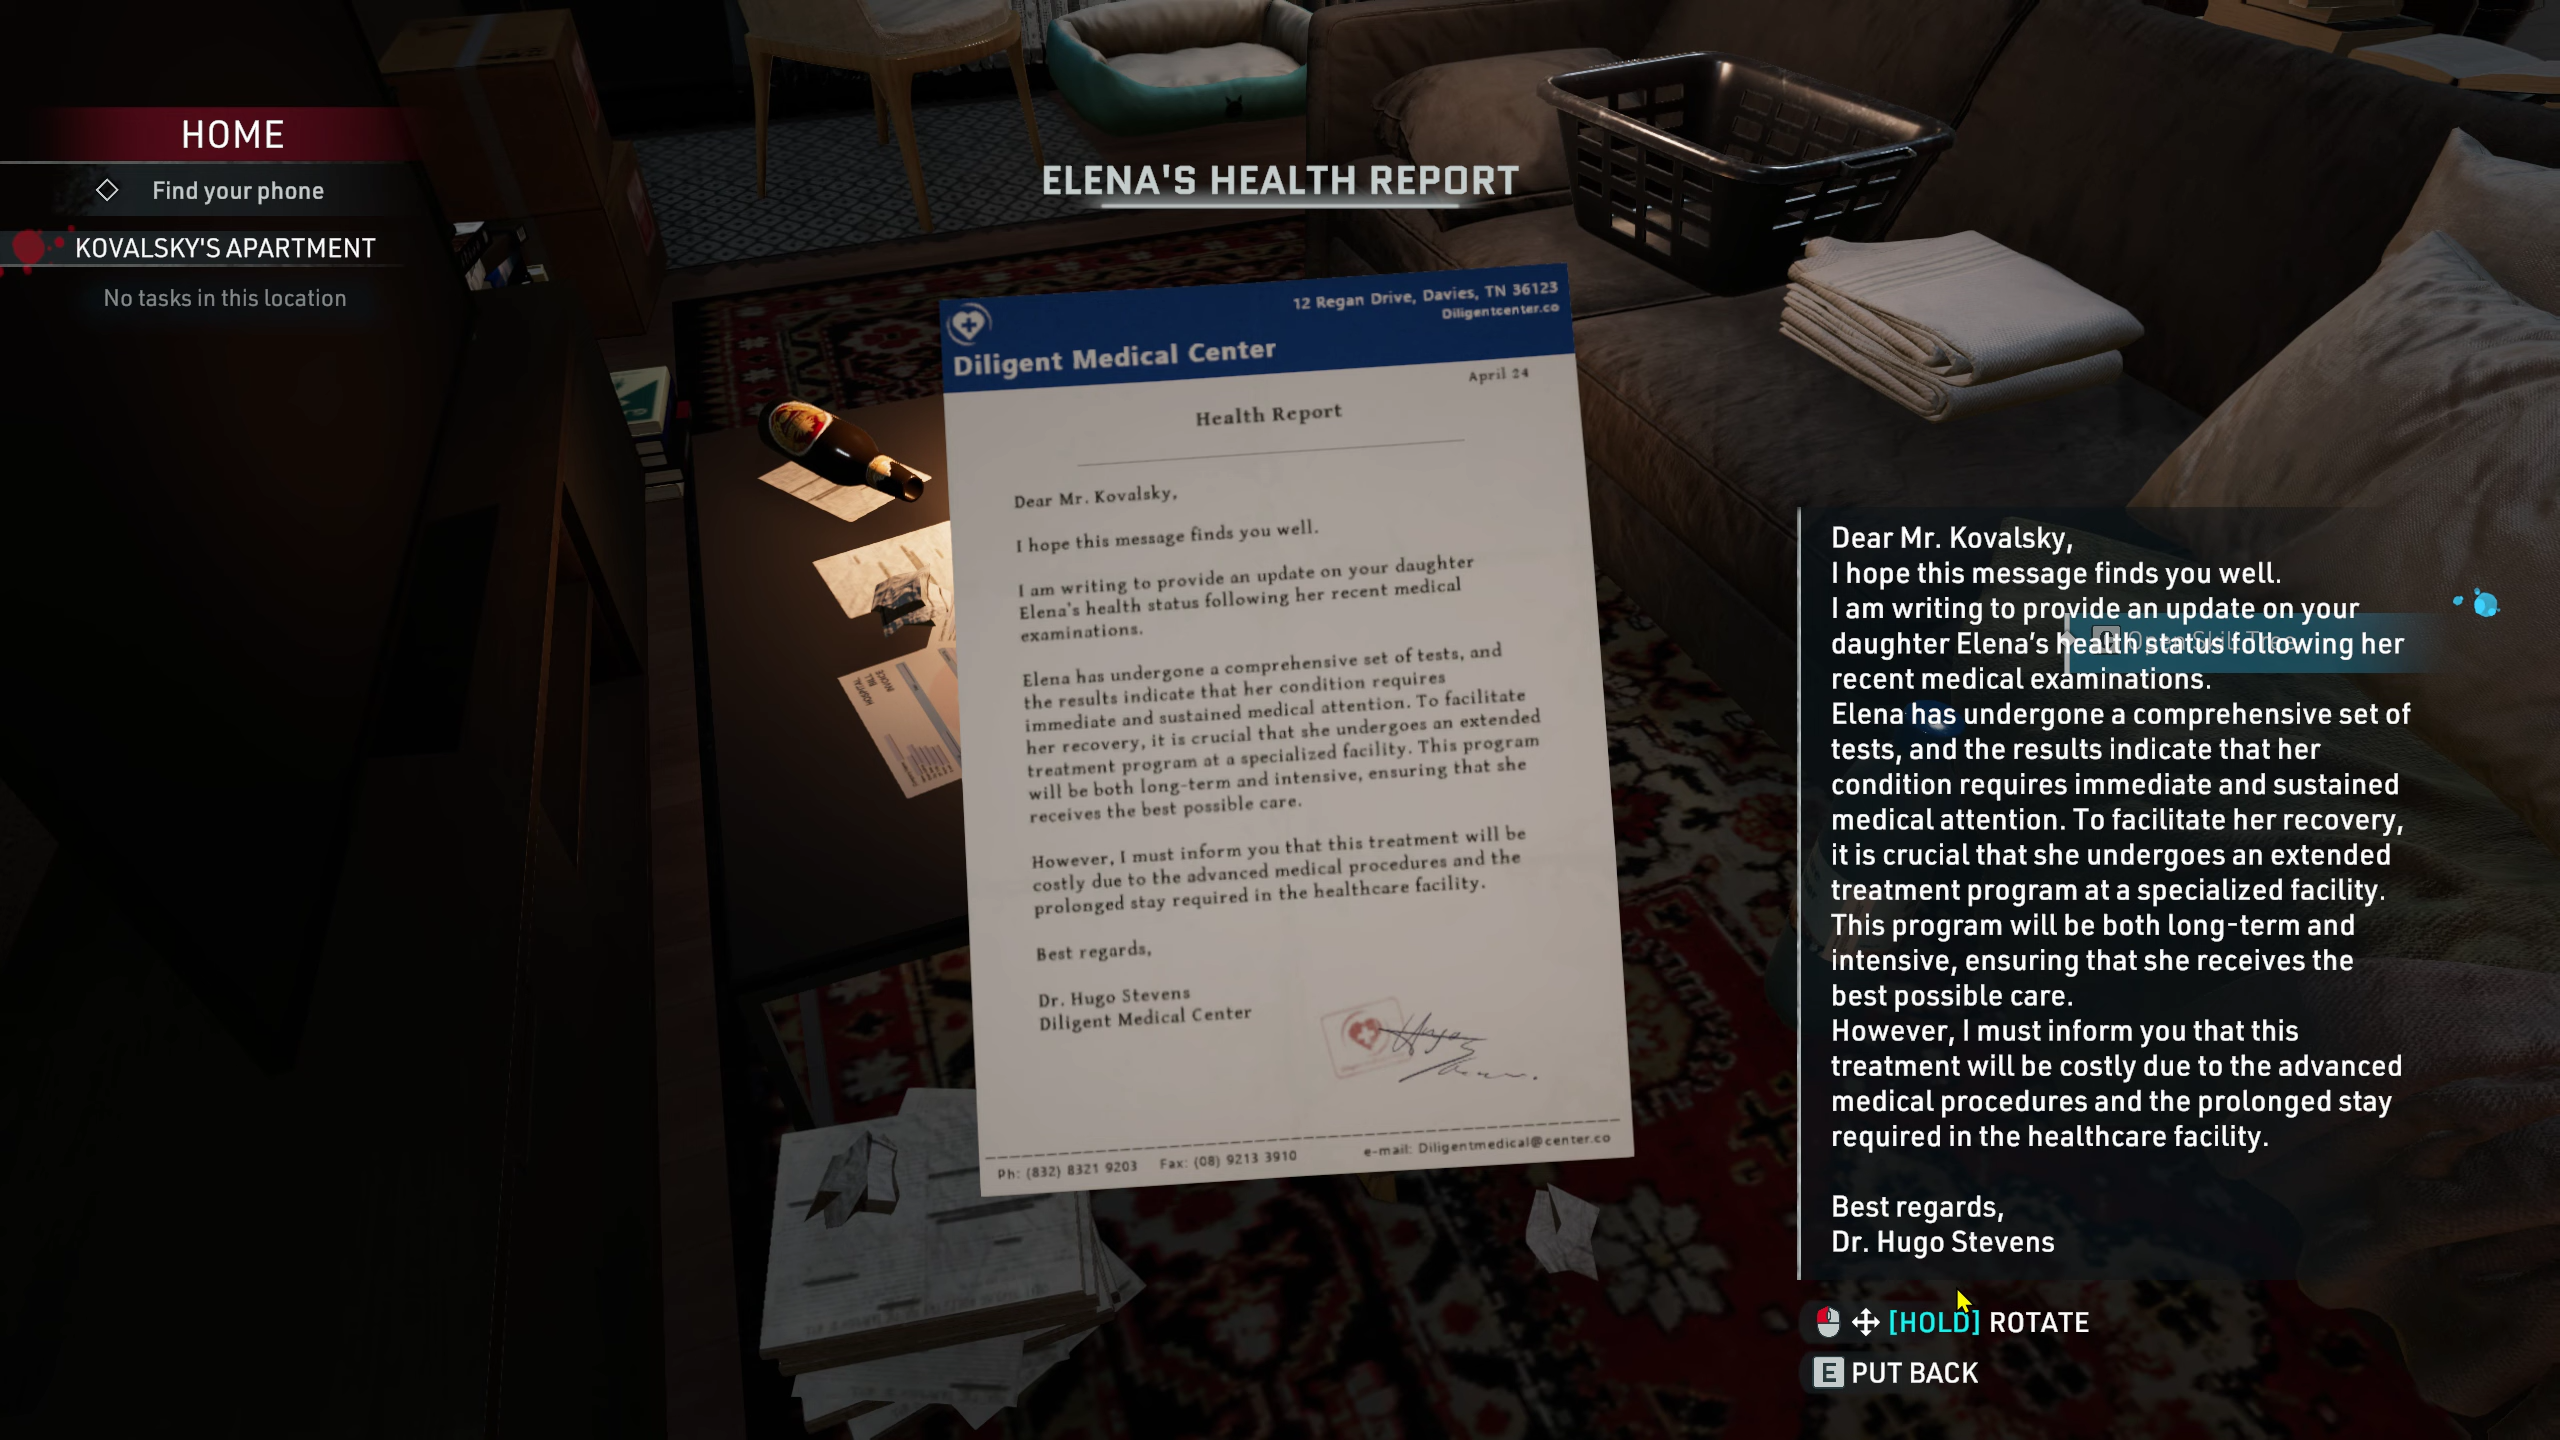 HOME
Find your phone
KOVALSKY'S APARTMENT
No tasks in this location
ELENA'S HEALTH REPORT
12 Regan Drive, Davies, TN 36123
Diligentcenter.co
Diligent Medical Center
April 24
Health Report
Dear Mr. Kovalsky,
I hope this message finds you well.
I am writing to provide an update on your daughter
Elena's health status following her recent medical
examinations.
Elena has undergone a comprehensive set of tests, and
the results indicate that her condition requires
immediate and sustained medical attention. To facilitate
her recovery, it is crucial that she undergoes an extended
treatment program at a specialized facility. This program
will be both long-term and intensive, ensuring that she
receives the best possible care.
However, I must inform you that this treatment will be
costly due to the advanced medical procedures and the
prolonged stay required in the healthcare facility.
Best regards,
Dr. Hugo Stevens
Diligent Medical Center
Ph: (832) 8321 9203 Fax: (08) 9213 3910 e-mail: Diligentmedical@center.co
HOSPITAL
BILL
INVOICE
Dear Mr. Kovalsky,
I hope this message finds you well.
I am writing to provide an update on your
daughter Elena's health status following her
recent medical examinations.
Elena has undergone a comprehensive set of
tests, and the results indicate that her
condition requires immediate and sustained
medical attention. To facilitate her recovery,
it is crucial that she undergoes an extended
treatment program at a specialized facility.
This program will be both long-term and
intensive, ensuring that she receives the
best possible care.
However, I must inform you that this
treatment will be costly due to the advanced
medical procedures and the prolonged stay
required in the healthcare facility.
Best regards,
Dr. Hugo Stevens
Open Skill Tree
[HOLD] ROTATE
E PUT BACK